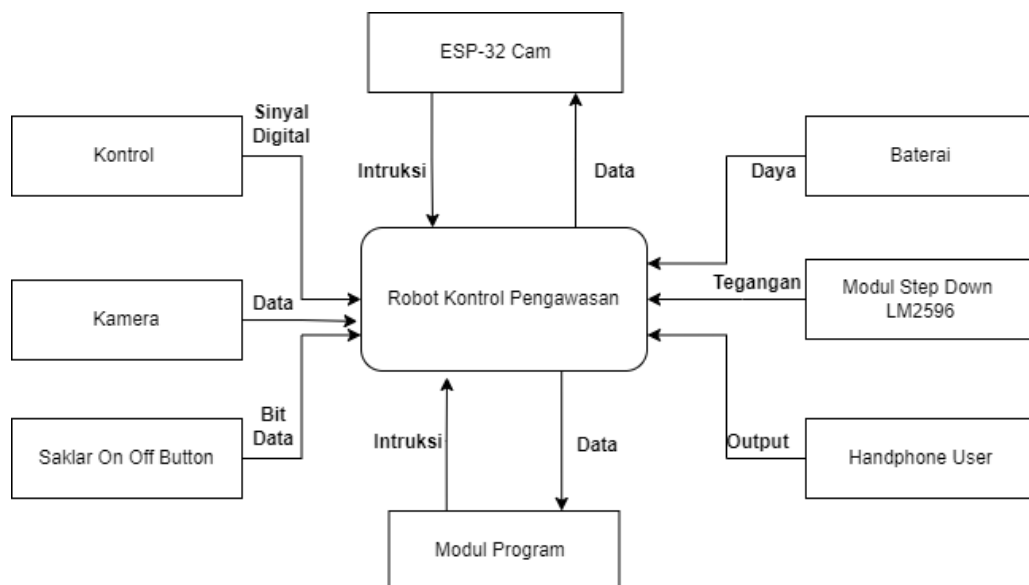 ESP-32 Cam
Sinyal
Digital
Kontrol
Intruksi
Data
Baterai
Daya
Robot Kontrol Pengawasan
Tegangan
Modul Step Down
LM2596
Kamera
Data
Bit
Data
Saklar On Off Button
Intruksi
Data
Output
Handphone User
Modul Program